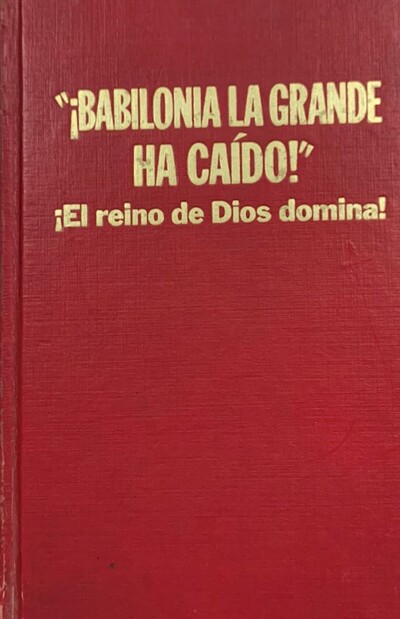 "¡BABILONIA LA GRANDE
HA CAÍDO!"
¡El reino de Dios domina!